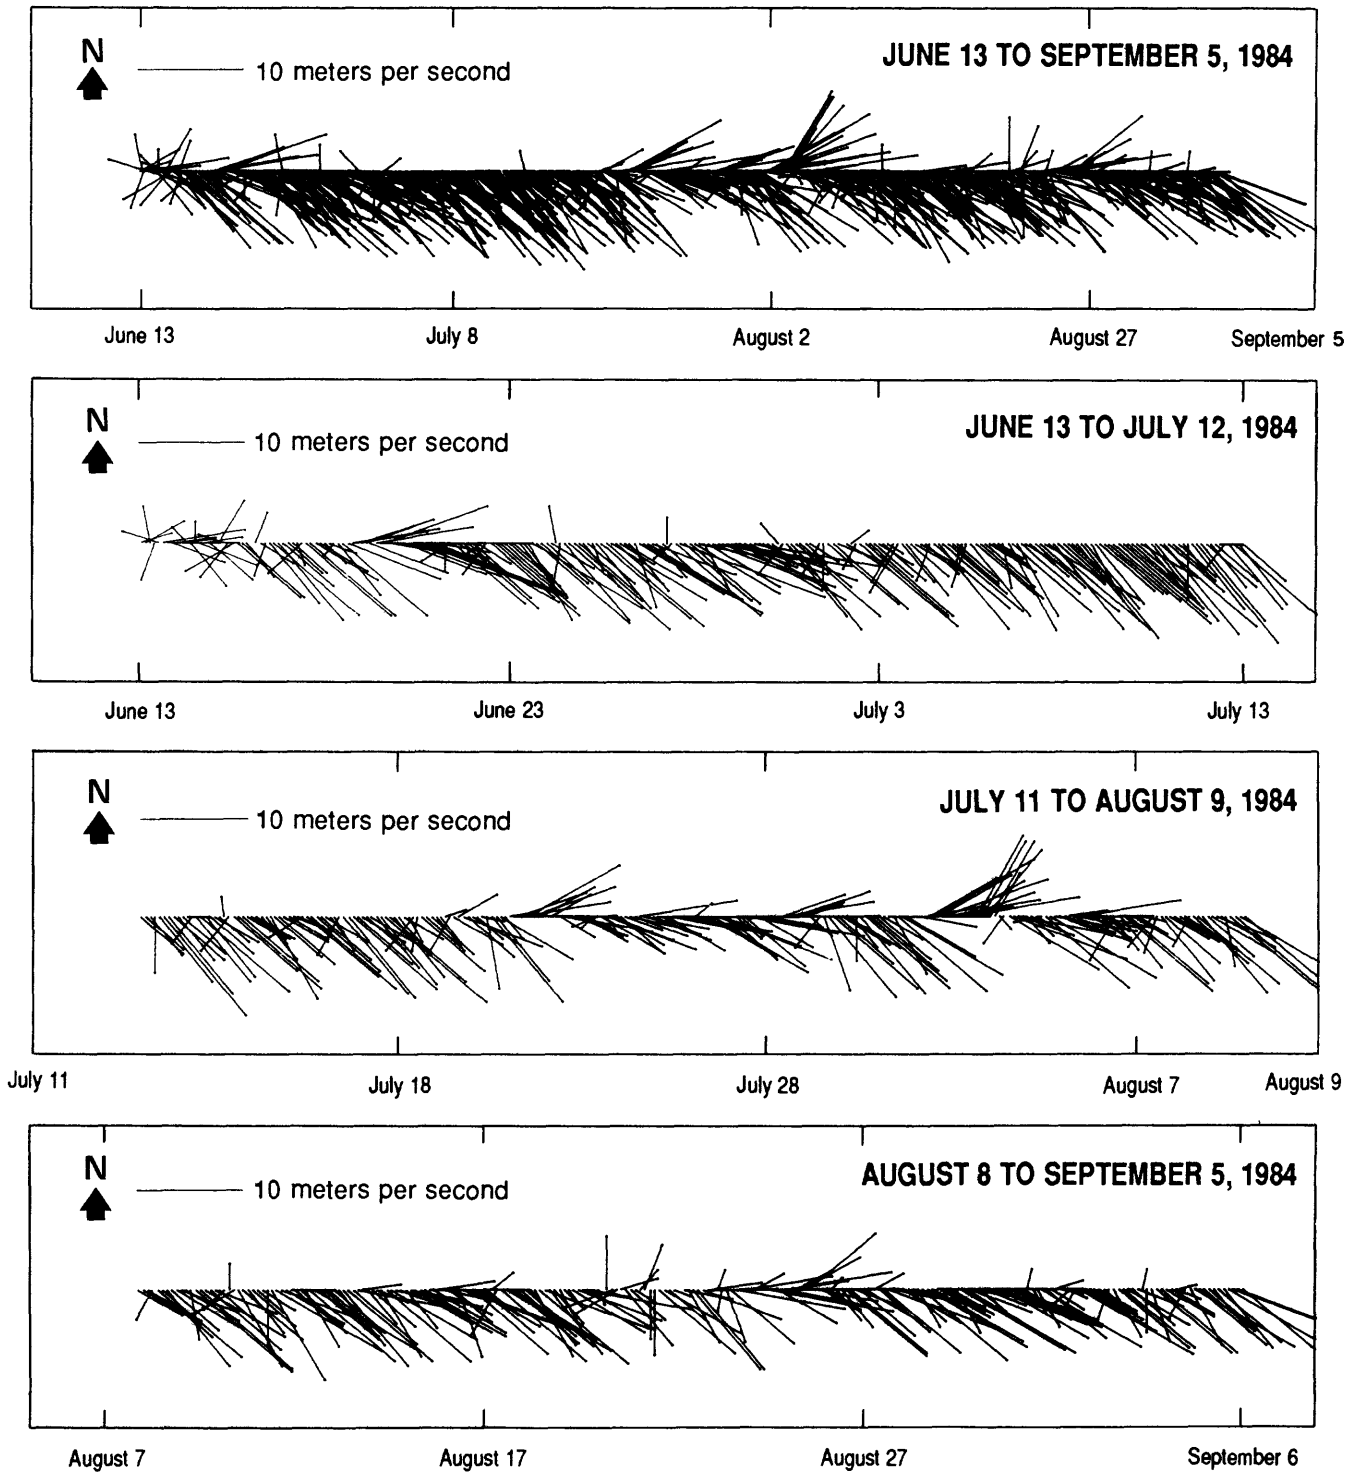 N
10 meters per second
JUNE 13 TO SEPTEMBER 5, 1984
June 13 July 8 August 2 August 27 September 5
N
10 meters per second
JUNE 13 TO JULY 12, 1984
June 13 June 23 July 3 July 13
N
10 meters per second
JULY 11 TO AUGUST 9, 1984
July 11 July 18 July 28 August 7 August 9
N
10 meters per second
AUGUST 8 TO SEPTEMBER 5, 1984
August 7 August 17 August 27 September 6